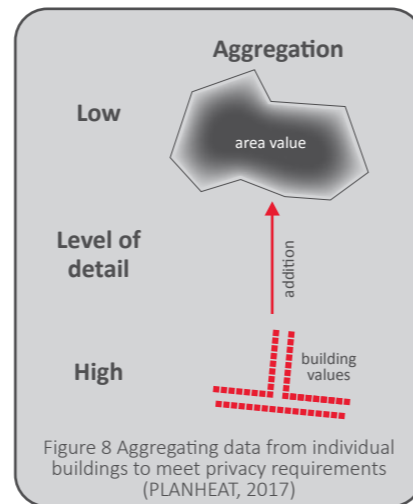 Aggregation
Low
area value
Level of
detail
addition
building
values
High
Figure 8 Aggregating data from individual
buildings to meet privacy requirements
(PLANHEAT, 2017)